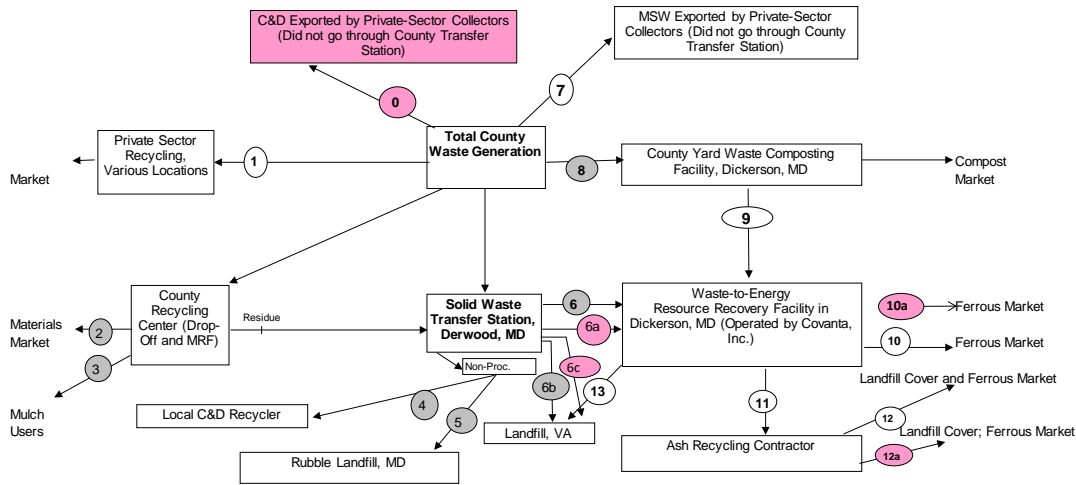 C&D Exported by Private-Sector Collectors
(Did not go through County Transfer
Station)
MSW Exported by Private-Sector
Collectors (Did not go through County
Transfer Station)
0
7
Total County
Waste Generation
Private Sector
Recycling,
Various Locations
1
8
County Yard Waste Composting
Facility, Dickerson, MD
Market
Compost
Market
9
County
Recycling
Center (Drop-
Off and MRF)
Residue
Solid Waste
Transfer Station,
Derwood, MD
6
6a
Waste-to-Energy
Resource Recovery Facility in
Dickerson, MD (Operated by Covanta,
Inc.)
10a
Ferrous Market
10
Ferrous Market
Materials
Market
2
3
Non-Proc.
6c
6b
13
Landfill Cover and Ferrous Market
Mulch
Users
Local C&D Recycler
4
5
11
12
Landfill, VA
Landfill Cover; Ferrous Market
Ash Recycling Contractor
12a
Rubble Landfill, MD